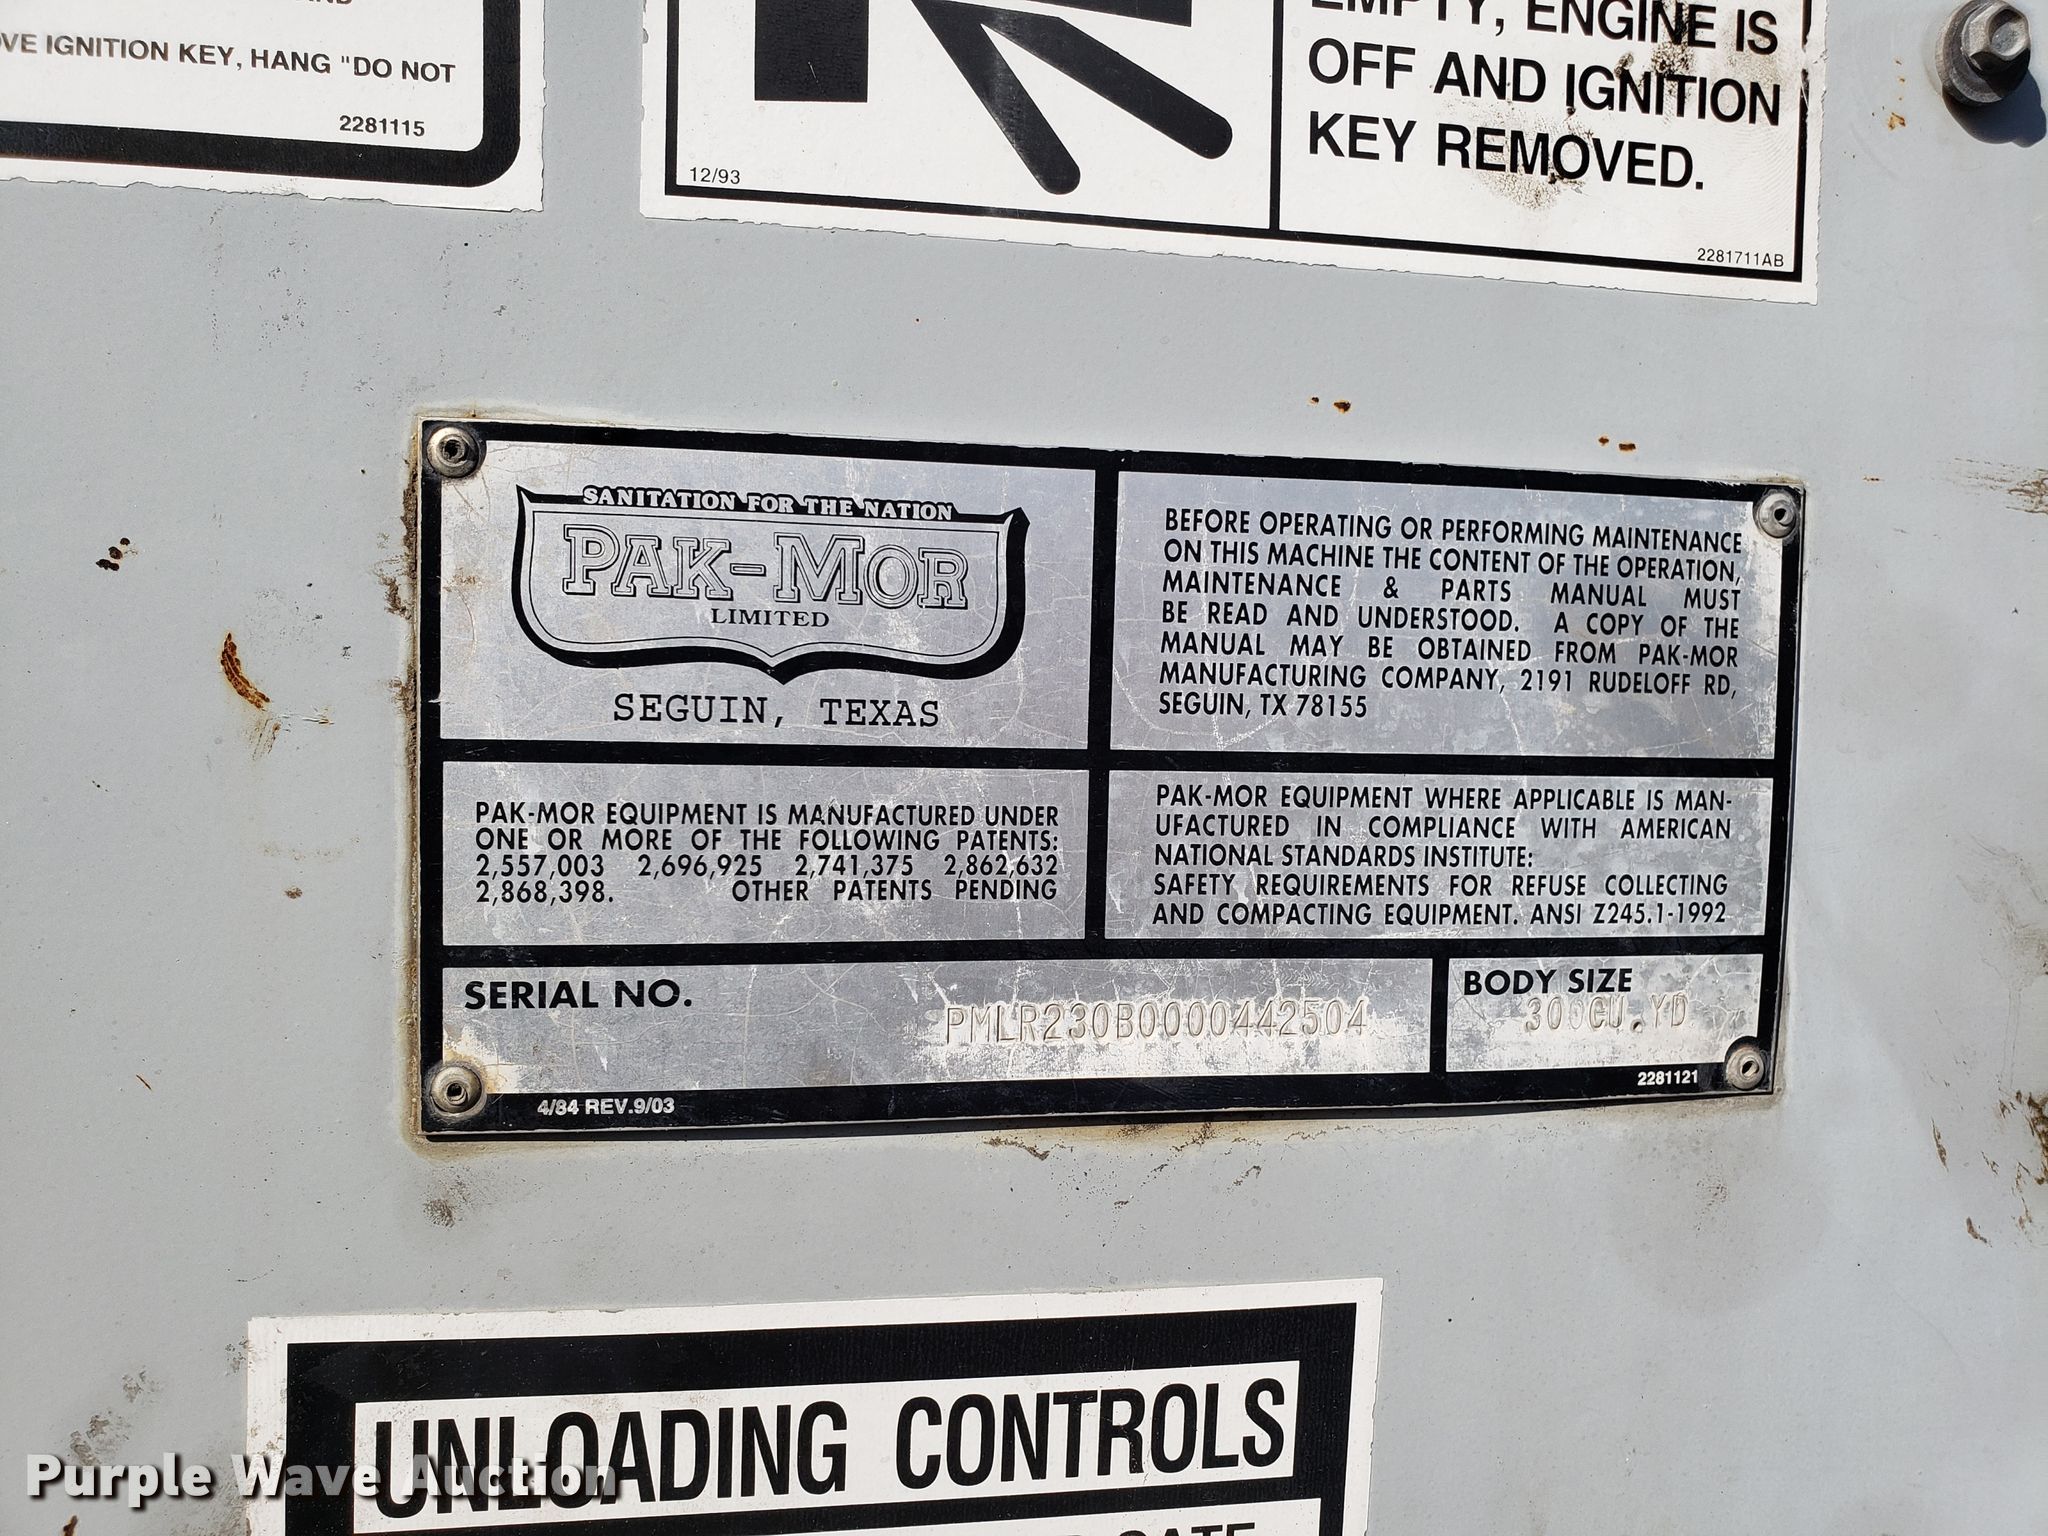 VE IGNITION KEY, HANG "DO NOT
2281115
EMPTY, ENGINE IS
OFF AND IGNITION
KEY REMOVED.
12/93
2281711AB
SANITATION FOR THE NATION
PAK-MOR
LIMITED
SEGUIN, TEXAS
BEFORE OPERATING OR PERFORMING MAINTENANCE
ON THIS MACHINE THE CONTENT OF THE OPERATION,
MAINTENANCE & PARTS MANUAL MUST
BE READ AND UNDERSTOOD. A COPY OF THE
MANUAL MAY BE OBTAINED FROM PAK-MOR
MANUFACTURING COMPANY, 2191 RUDELOFF RD,
SEGUIN, TX 78155
PAK-MOR EQUIPMENT IS MANUFACTURED UNDER
ONE OR MORE OF THE FOLLOWING PATENTS:
2,557,003 2,696,925 2,741,375 2,862,632
2,868,398. OTHER PATENTS PENDING
PAK-MOR EQUIPMENT WHERE APPLICABLE IS MAN-
UFACTURED IN COMPLIANCE WITH AMERICAN
NATIONAL STANDARDS INSTITUTE:
SAFETY REQUIREMENTS FOR REFUSE COLLECTING
AND COMPACTING EQUIPMENT. ANSI Z245.1-1992
SERIAL NO.
PMLR230B0000442504
BODY SIZE
CU.YD
4/84 REV.9/03
2281121
UNLOADING CONTROLS
Purple Wave Auction